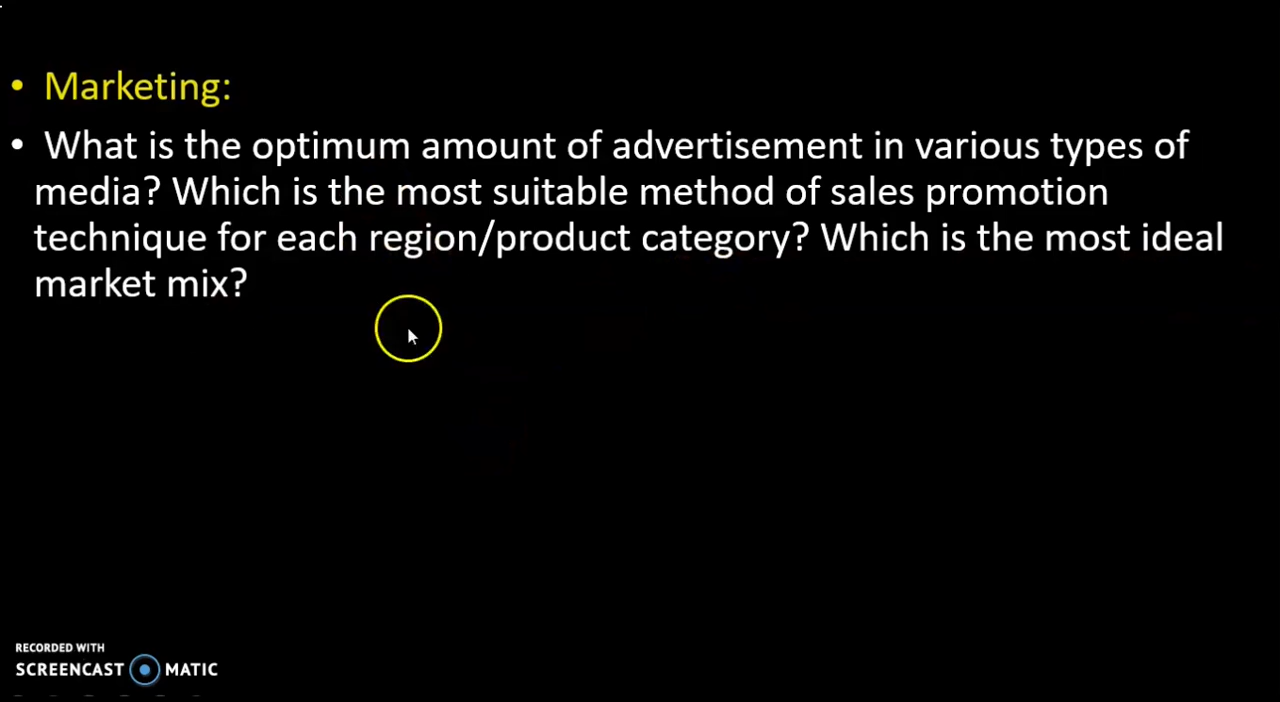 • Marketing:
• What is the optimum amount of advertisement in various types of
media? Which is the most suitable method of sales promotion
technique for each region/product category? Which is the most ideal
market mix?
RECORDED WITH
SCREENCAST MATIC